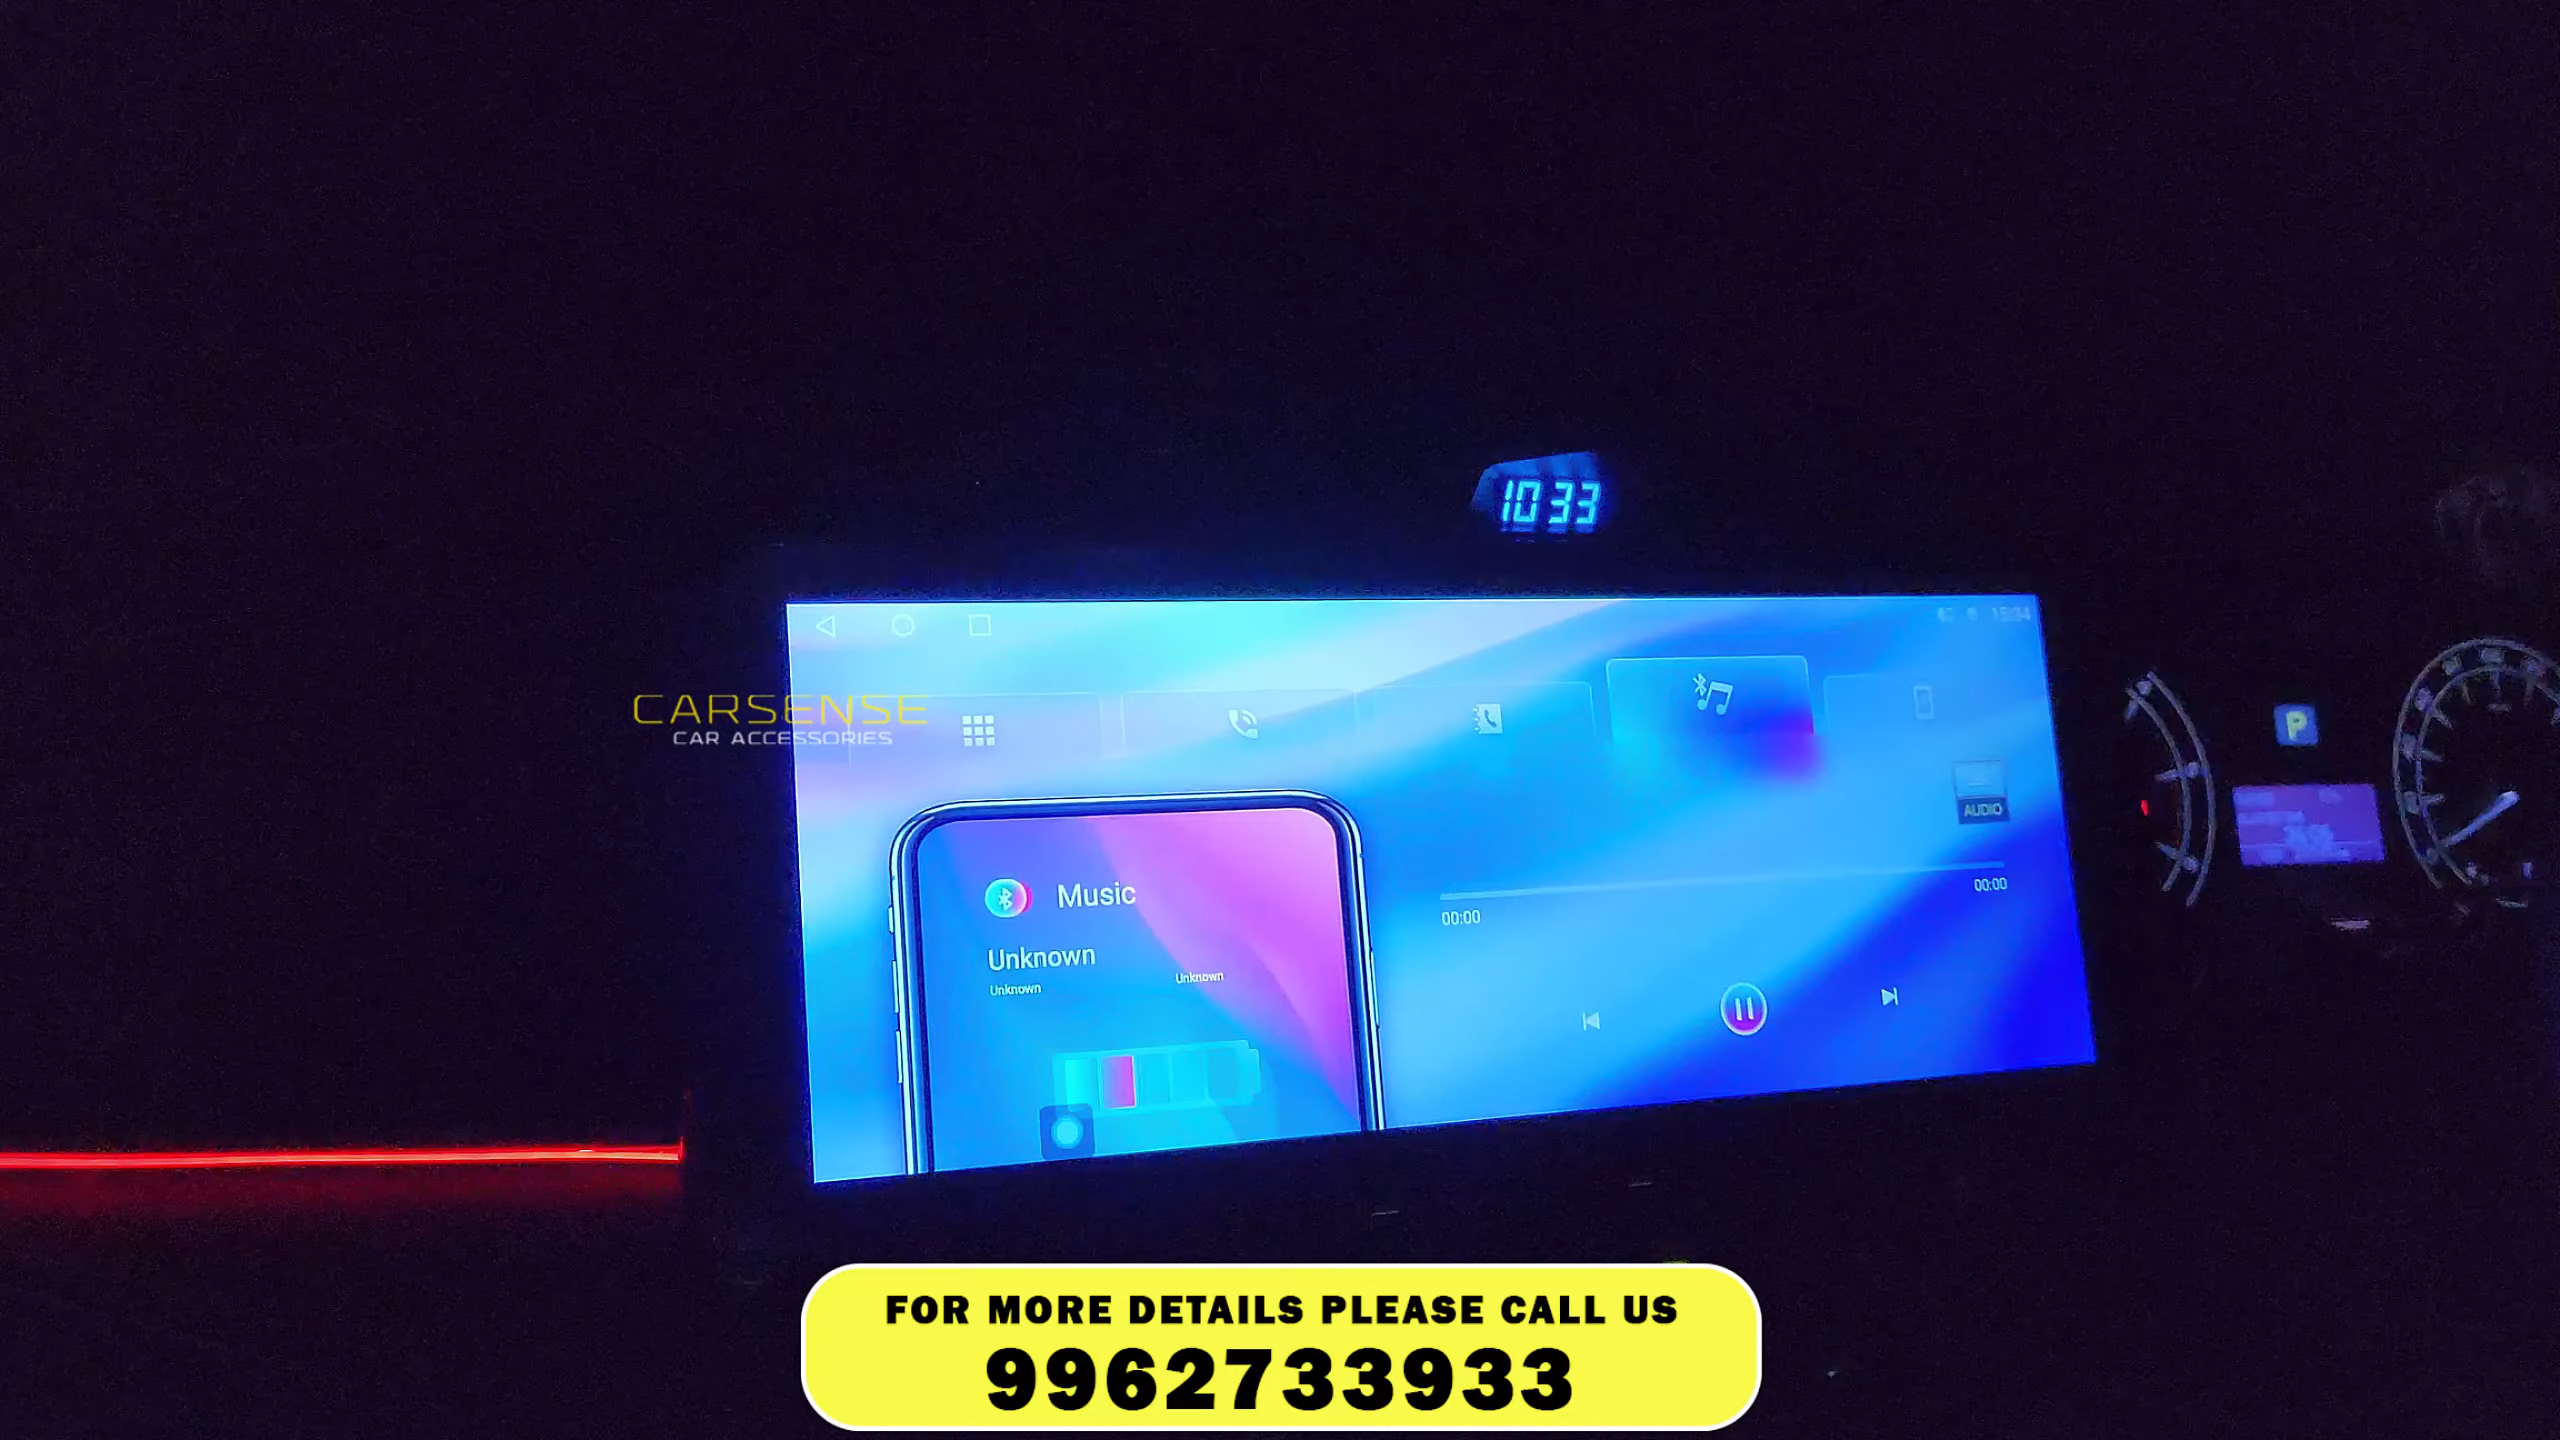 10 33
CARSENSE
CAR ACCESSORIES
P
AUDIO
Music
00:00
00:00
Unknown
Unknown
Unknown
FOR MORE DETAILS PLEASE CALL US
9962733933